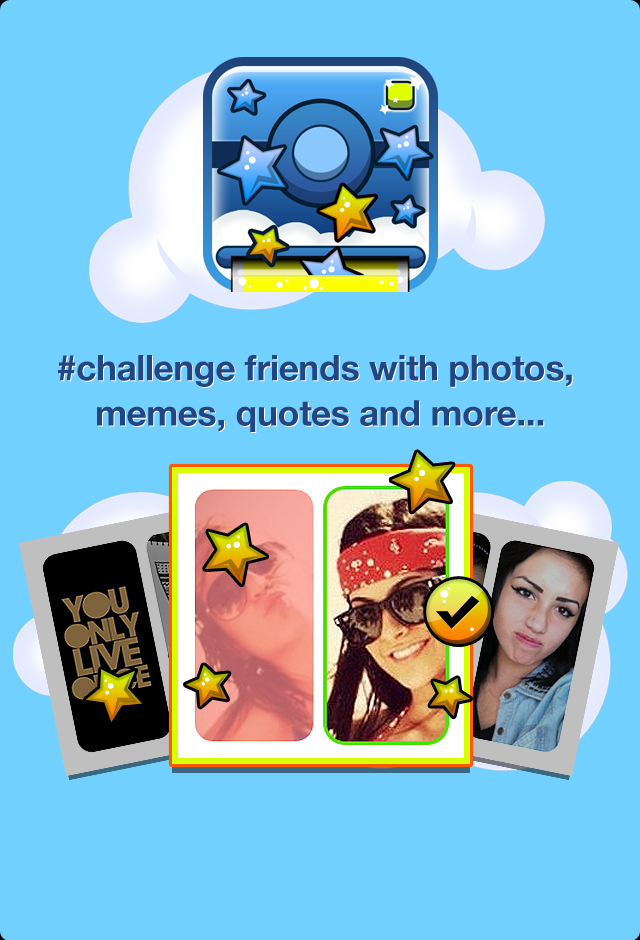 #challenge friends with photos,
memes, quotes and more...
YOU
ONLY
LIVE